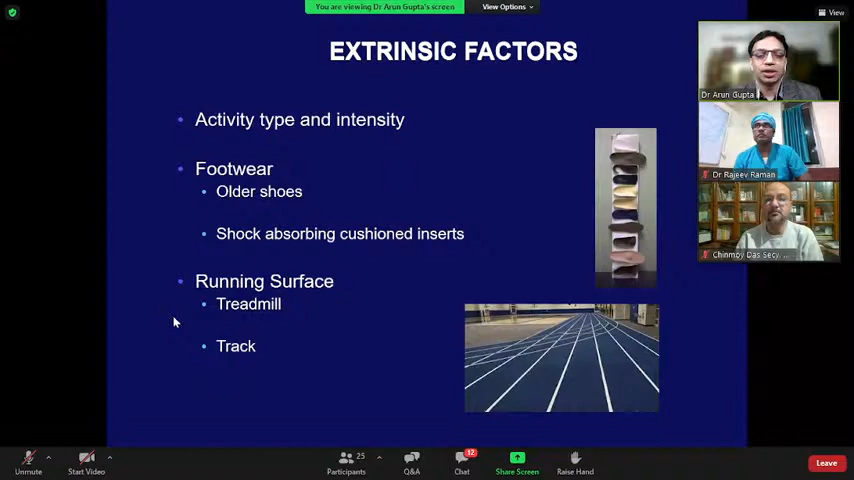 You are viewing Dr Arun Gupta's screen
View Options
View
EXTRINSIC FACTORS
• Activity type and intensity
• Footwear
• Older shoes
• Shock absorbing cushioned inserts
• Running Surface
• Treadmill
• Track
Dr Arun Gupta
Dr Rajeev Raman
Chinmoy Das Secy. ...
Unmute
Start Video
25
Participants
Q&A
12
Chat
Share Screen
Raise Hand
Leave